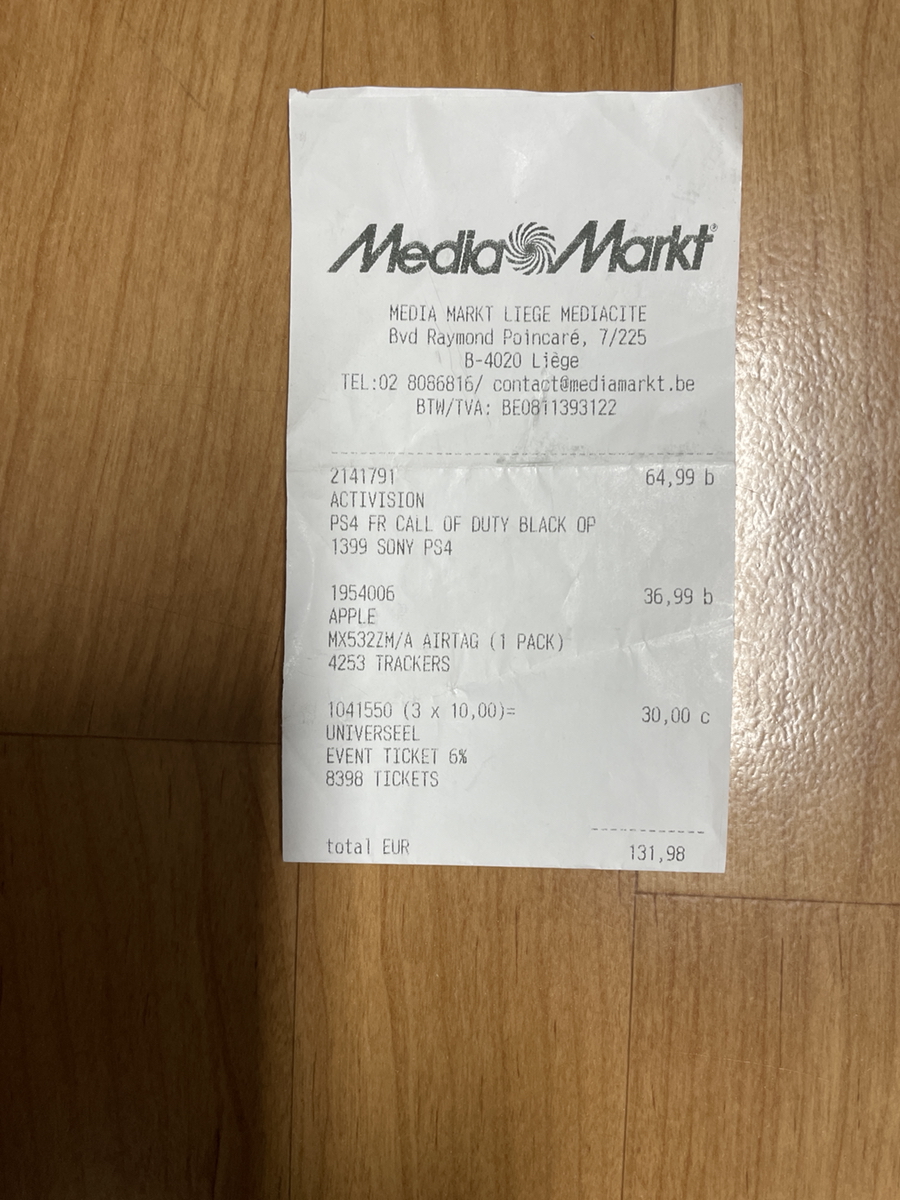 Media Markt®
MEDIA MARKT LIEGE MEDIACITE
Bvd Raymond Poincaré, 7/225
B-4020 Liège
TEL:02 8086816/ contact@mediamarkt.be
BTW/TVA: BE0811393122
2141791 64,99 b
ACTIVISION
PS4 FR CALL OF DUTY BLACK OP
1399 SONY PS4
1954006 36,99 b
APPLE
MX532ZM/A AIRTAG (1 PACK)
4253 TRACKERS
1041550 (3 x 10,00)= 30,00 c
UNIVERSEEL
EVENT TICKET 6%
8398 TICKETS
total EUR 131,98